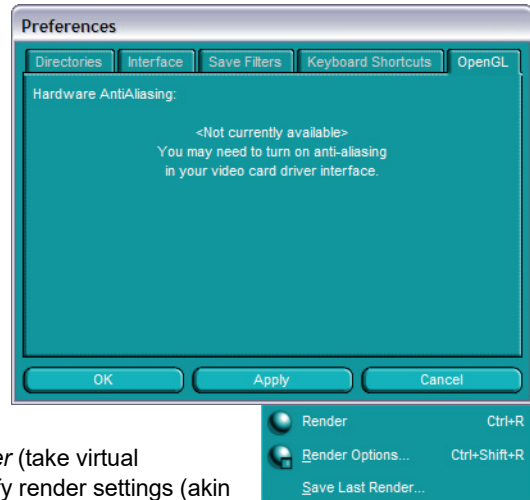 Preferences
Directories Interface Save Filters Keyboard Shortcuts OpenGL
Hardware AntiAliasing:
<Not currently available>
You may need to turn on anti-aliasing
in your video card driver interface.
OK Apply Cancel
Render Ctrl+R
Render Options... Ctrl+Shift+R
Save Last Render...
er (take virtual
fy render settings (akin